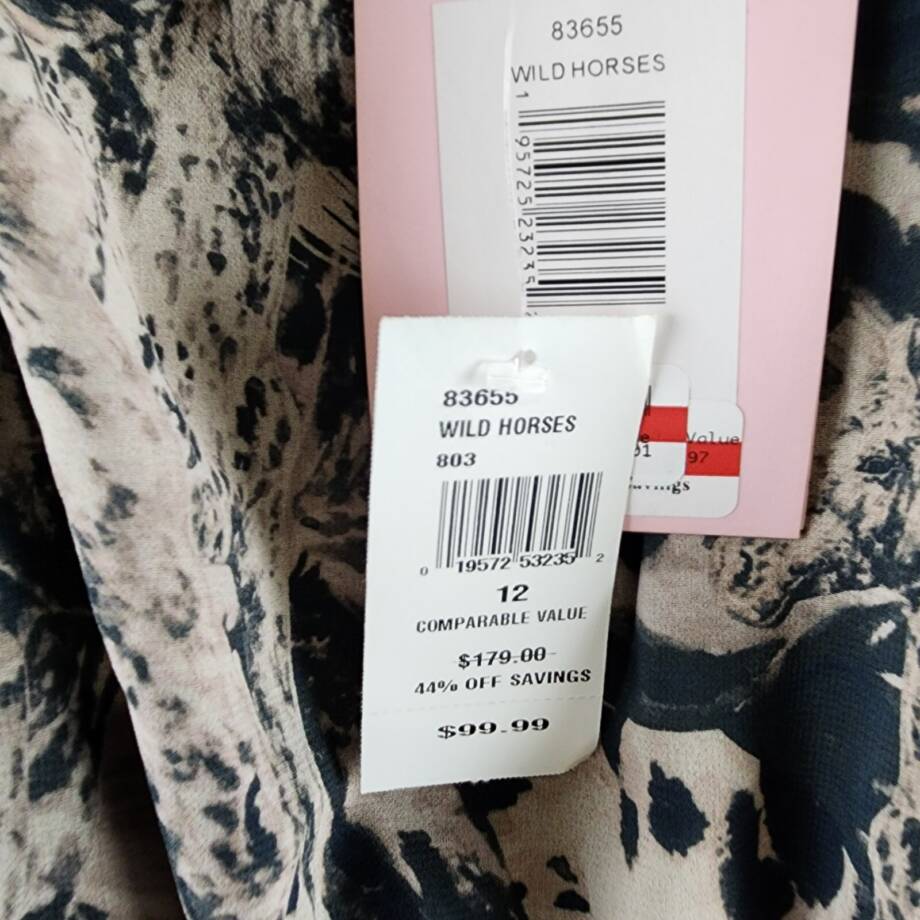 83655
WILD HORSES
1 95725 23235
83655
WILD HORSES
803
0 19572 53235 2
12
COMPARABLE VALUE
$179.00
44% OFF SAVINGS
$99.99
Value
97